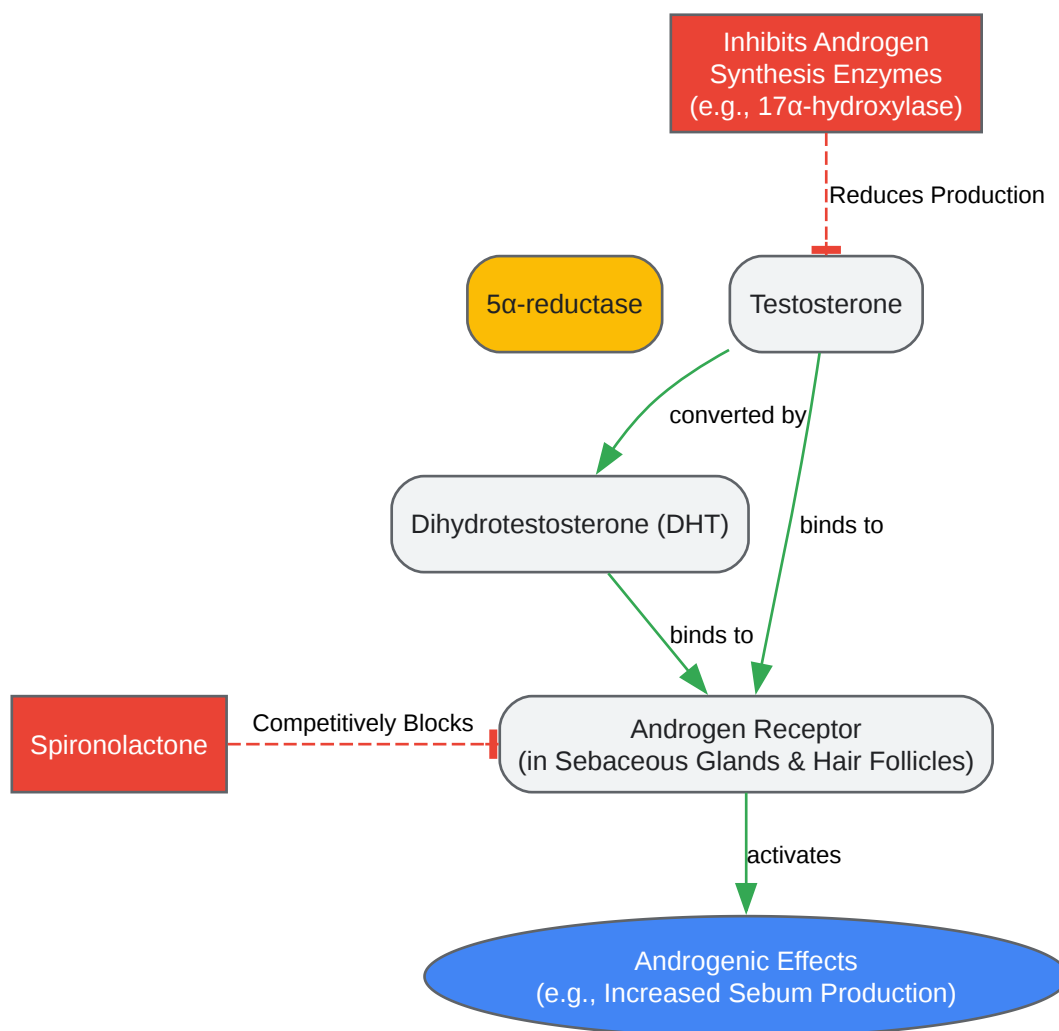 Inhibits Androgen
Synthesis Enzymes
(e.g., 17α-hydroxylase)
Reduces Production
5α-reductase
Testosterone
converted by
Dihydrotestosterone (DHT)
binds to
binds to
Spironolactone
Competitively Blocks
Androgen Receptor
(in Sebaceous Glands & Hair Follicles)
activates
Androgenic Effects
(e.g., Increased Sebum Production)